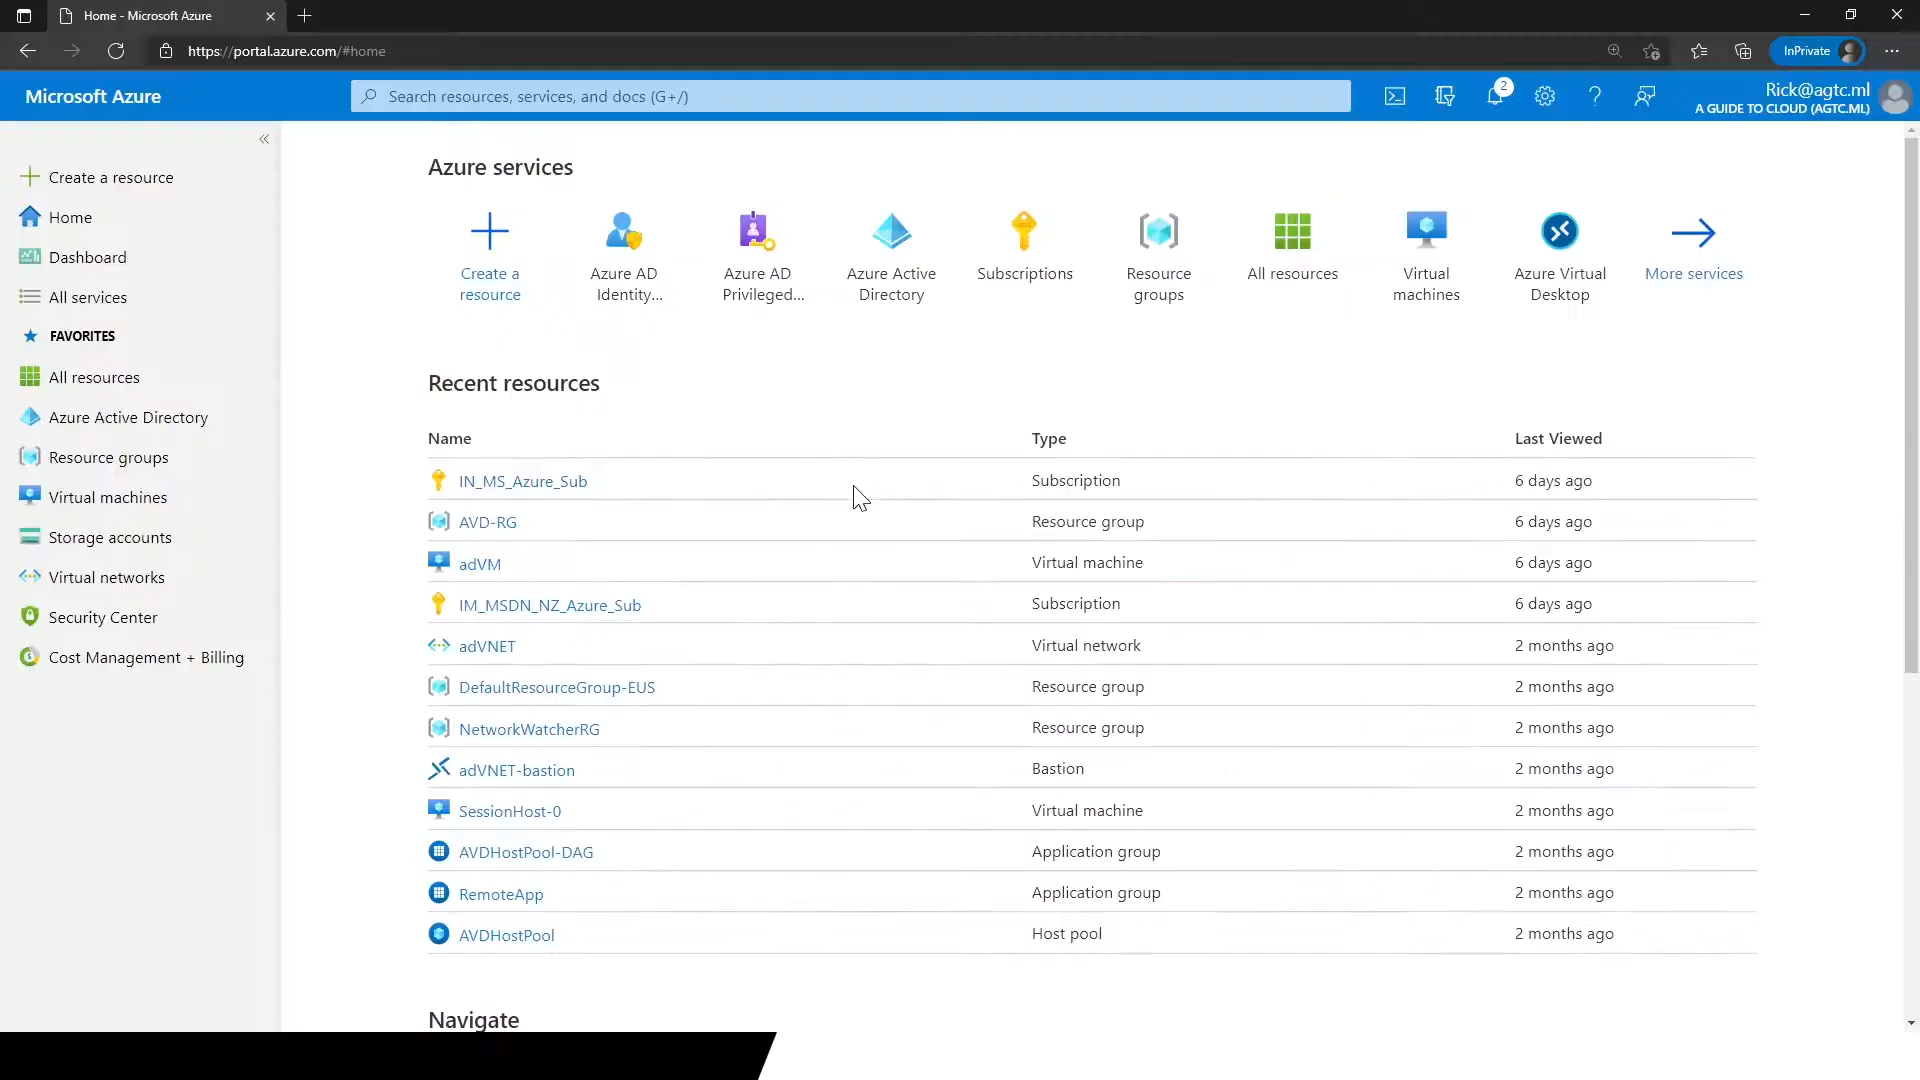 Home - Microsoft Azure
https://portal.azure.com/#home
InPrivate
Microsoft Azure
Search resources, services, and docs (G+/)
2
Rick@agtc.ml
A GUIDE TO CLOUD (AGTC.ML)
Create a resource
Home
Dashboard
All services
FAVORITES
All resources
Azure Active Directory
Resource groups
Virtual machines
Storage accounts
Virtual networks
Security Center
Cost Management + Billing
Azure services
Create a
resource
Azure AD
Identity...
Azure AD
Privileged...
Azure Active
Directory
Subscriptions
Resource
groups
All resources
Virtual
machines
Azure Virtual
Desktop
More services
Recent resources
Name Type Last Viewed
IN_MS_Azure_Sub Subscription 6 days ago
AVD-RG Resource group 6 days ago
adVM Virtual machine 6 days ago
IM_MSDN_NZ_Azure_Sub Subscription 6 days ago
adVNET Virtual network 2 months ago
DefaultResourceGroup-EUS Resource group 2 months ago
NetworkWatcherRG Resource group 2 months ago
adVNET-bastion Bastion 2 months ago
SessionHost-0 Virtual machine 2 months ago
AVDHostPool-DAG Application group 2 months ago
RemoteApp Application group 2 months ago
AVDHostPool Host pool 2 months ago
Navigate